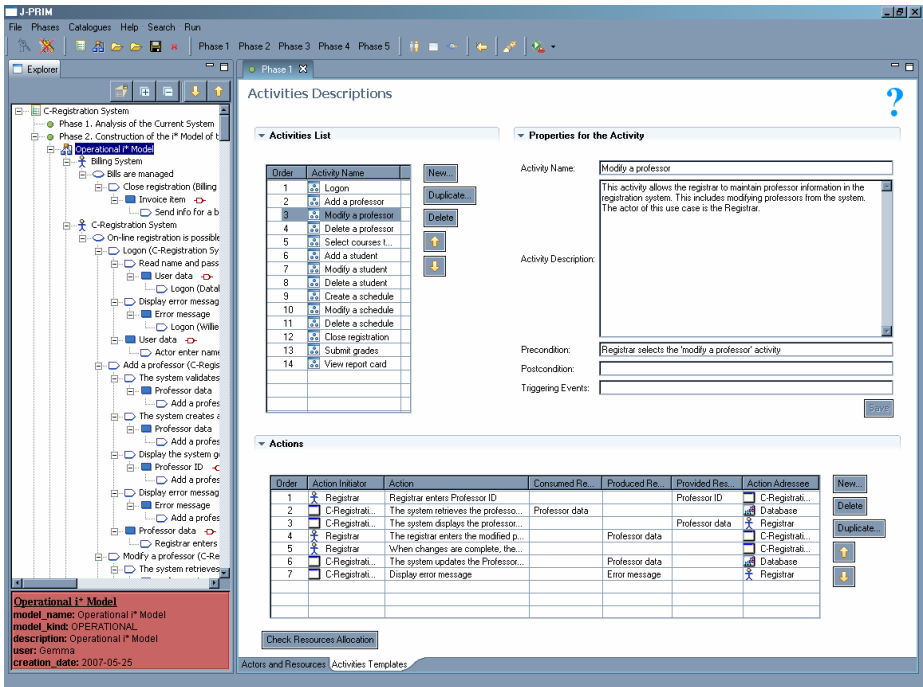 J-PRIM
File Phases Catalogues Help Search Run
Phase 1 Phase 2 Phase 3 Phase 4 Phase 5
Explorer
C-Registration System
Phase 1. Analysis of the Current System
Phase 2. Construction of the i* Model of t
Operational i* Model
Billing System
Bills are managed
Close registration (Billing
Invoice item
Send info for a b
C-Registration System
On-line registration is possible
Logon (C-Registration Sy
Read name and pass
User data
Logon (Datal
Display error messag
Error message
Logon (Willie
User data
Actor enter name
Add a professor (C-Regis
The system validates
Professor data
Add a profes
The system creates a
Professor data
Add a profes
Display the system g
Professor ID
Add a profes
Display error messag
Error message
Add a profes
Professor data
Registrar enters
Modify a professor (C-Re
The system retrieves
Operational i* Model
model_name: Operational i* Model
model_kind: OPERATIONAL
description: Operational i* Model
user: Gemma
creation_date: 2007-05-25
Phase 1
Activities Descriptions
?
Activities List
Order Activity Name
1 Logon
2 Add a professor
3 Modify a professor
4 Delete a professor
5 Select courses t...
6 Add a student
7 Modify a student
8 Delete a student
9 Create a schedule
10 Modify a schedule
11 Delete a schedule
12 Close registration
13 Submit grades
14 View report card
New...
Duplicate...
Delete
Properties for the Activity
Activity Name: Modify a professor
Activity Description:
This activity allows the registrar to maintain professor information in the
registration system. This includes modifying professors from the system.
The actor of this use case is the Registrar.
Precondition: Registrar selects the 'modify a professor' activity
Postcondition:
Triggering Events:
Save
Actions
Order Action Initiator Action Consumed Re... Produced Re... Provided Res... Action Adressee
1 Registrar Registrar enters Professor ID Professor ID C-Registrati...
2 C-Registrati... The system retrieves the professo... Professor data Database
3 C-Registrati... The system displays the professor... Professor data Registrar
4 Registrar The registrar enters the modified p... Professor data C-Registrati...
5 Registrar When changes are complete, the... C-Registrati...
6 C-Registrati... The system updates the Professor... Professor data Database
7 C-Registrati... Display error message Error message Registrar
New...
Delete
Duplicate...
Check Resources Allocation
Actors and Resources Activities Templates